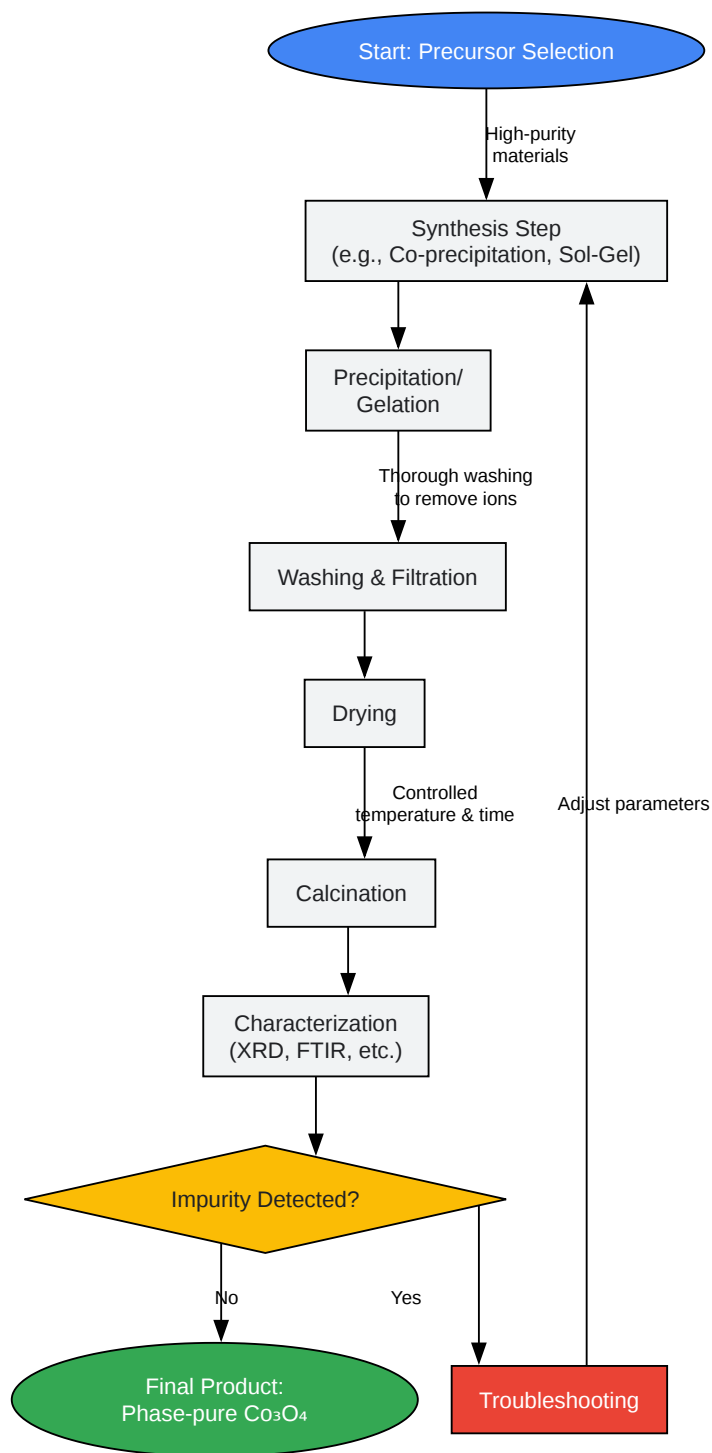 Start: Precursor Selection
High-purity
materials
Synthesis Step
(e.g., Co-precipitation, Sol-Gel)
Precipitation/
Gelation
Thorough washing
to remove ions
Washing & Filtration
Drying
Controlled
temperature & time
Adjust parameters
Calcination
Characterization
(XRD, FTIR, etc.)
Impurity Detected?
No
Yes
Final Product:
Phase-pure Co₃O₄
Troubleshooting